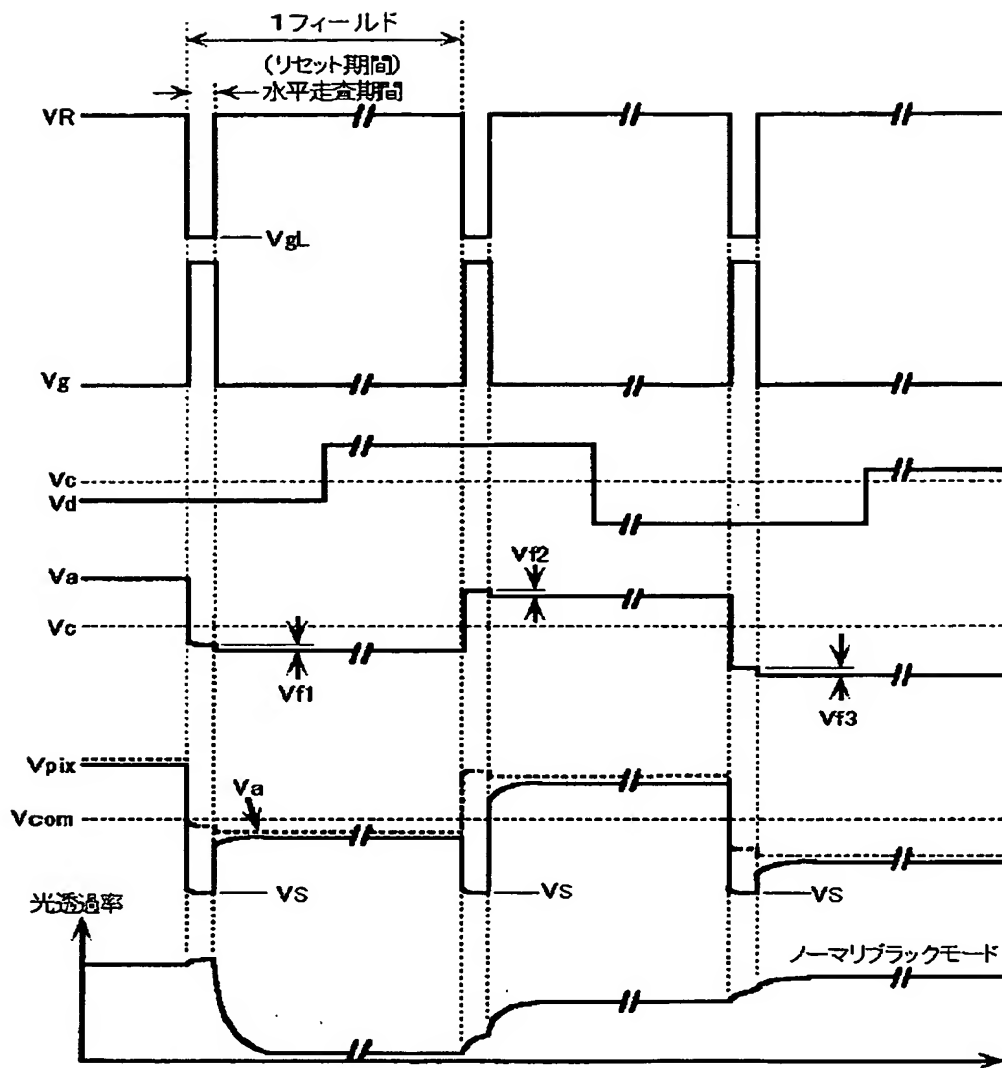 1フィールド
(リセット期間)
水平走査期間
VR
VgL
Vg
Vc
Vd
Vf2
Va
Vc
Vf1
Vf3
Vpix
Va
Vcom
VS
VS
VS
光透過率
ノーマリブラックモード